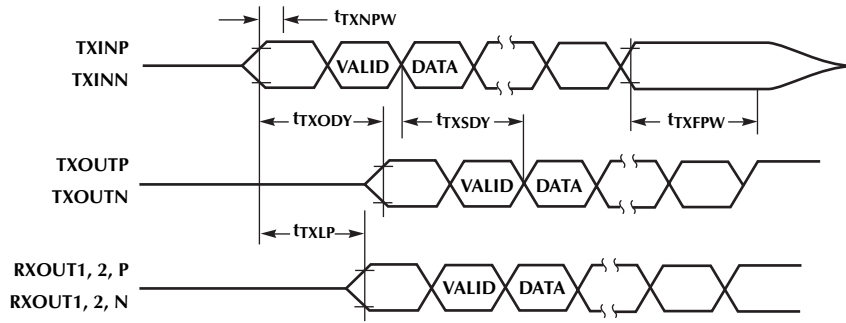 tTXNPW
TXINP
TXINN
VALID
DATA
tTXODY
tTXSDY
tTXFPW
TXOUTP
TXOUTN
VALID
DATA
tTXLP
RXOUT1, 2, P
RXOUT1, 2, N
VALID
DATA